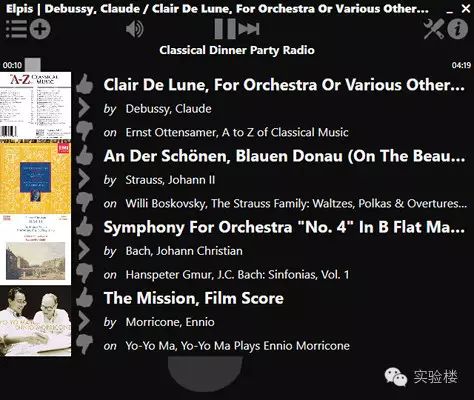 Elpis | Debussy, Claude / Clair De Lune, For Orchestra Or Various Other...
Classical Dinner Party Radio
00:10
04:19
A-Z CLASSICAL MUSIC
Clair De Lune, For Orchestra Or Various Other...
by Debussy, Claude
on Ernst Ottensamer, A to Z of Classical Music
An Der Schönen, Blauen Donau (On The Beau...
by Strauss, Johann II
on Willi Boskovsky, The Strauss Family: Waltzes, Polkas & Overtures...
Symphony For Orchestra "No. 4" In B Flat Ma...
by Bach, Johann Christian
on Hanspeter Gmur, J.C. Bach: Sinfonias, Vol. 1
YO-YO MA
ENNIO MORRICONE
The Mission, Film Score
by Morricone, Ennio
on Yo-Yo Ma, Yo-Yo Ma Plays Ennio Morricone
实验楼